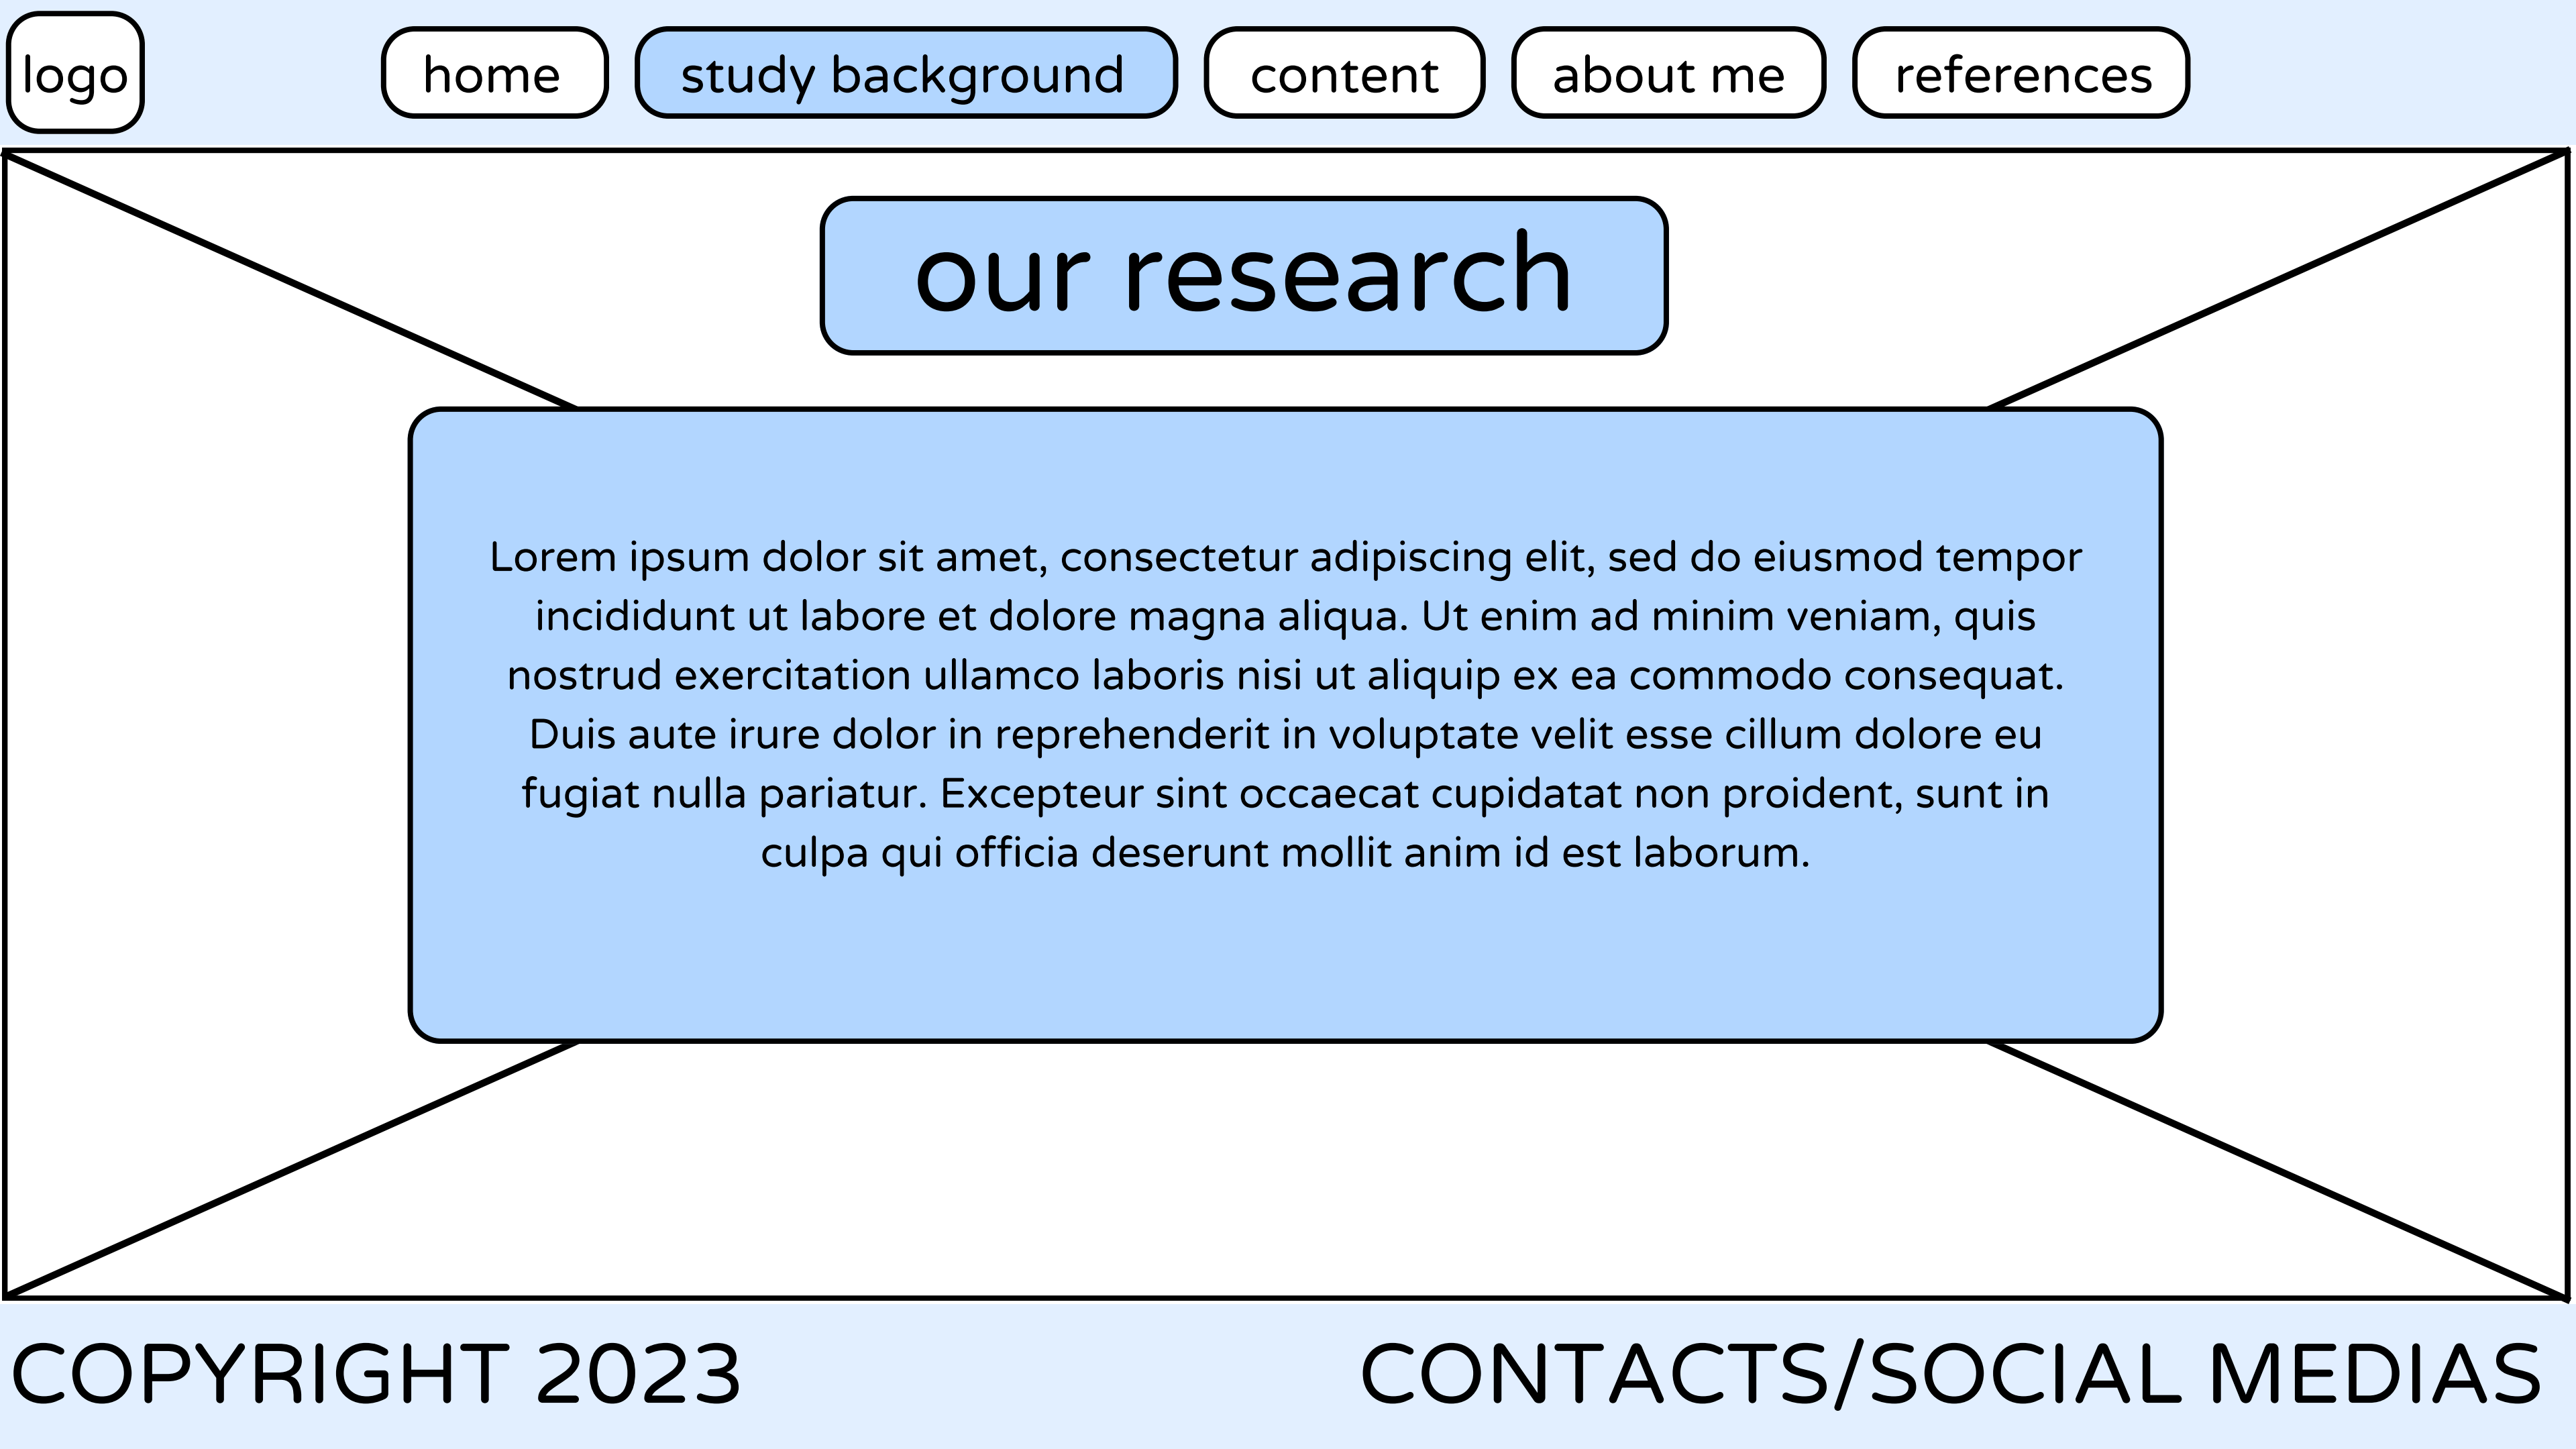 logo
home
study background
content
about me
references
our research
Lorem ipsum dolor sit amet, consectetur adipiscing elit, sed do eiusmod tempor
incididunt ut labore et dolore magna aliqua. Ut enim ad minim veniam, quis
nostrud exercitation ullamco laboris nisi ut aliquip ex ea commodo consequat.
Duis aute irure dolor in reprehenderit in voluptate velit esse cillum dolore eu
fugiat nulla pariatur. Excepteur sint occaecat cupidatat non proident, sunt in
culpa qui officia deserunt mollit anim id est laborum.
COPYRIGHT 2023
CONTACTS/SOCIAL MEDIAS